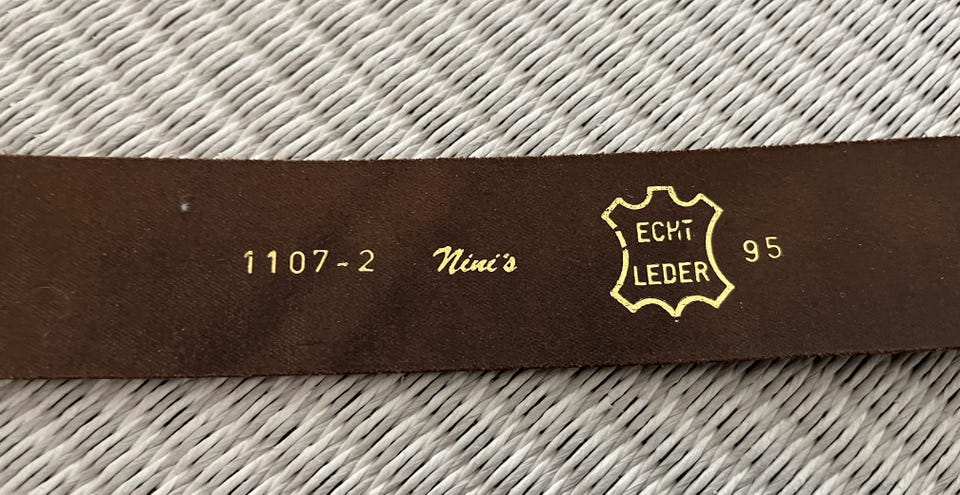 1107-2 Nini's ECHT LEDER 95